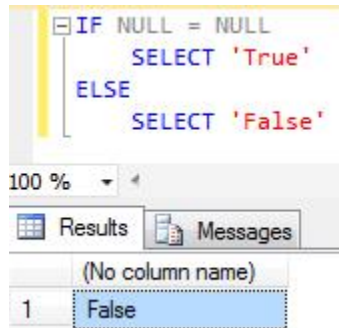 IF NULL = NULL
SELECT 'True'
ELSE
SELECT 'False'
100 %
Results Messages
(No column name)
1 False